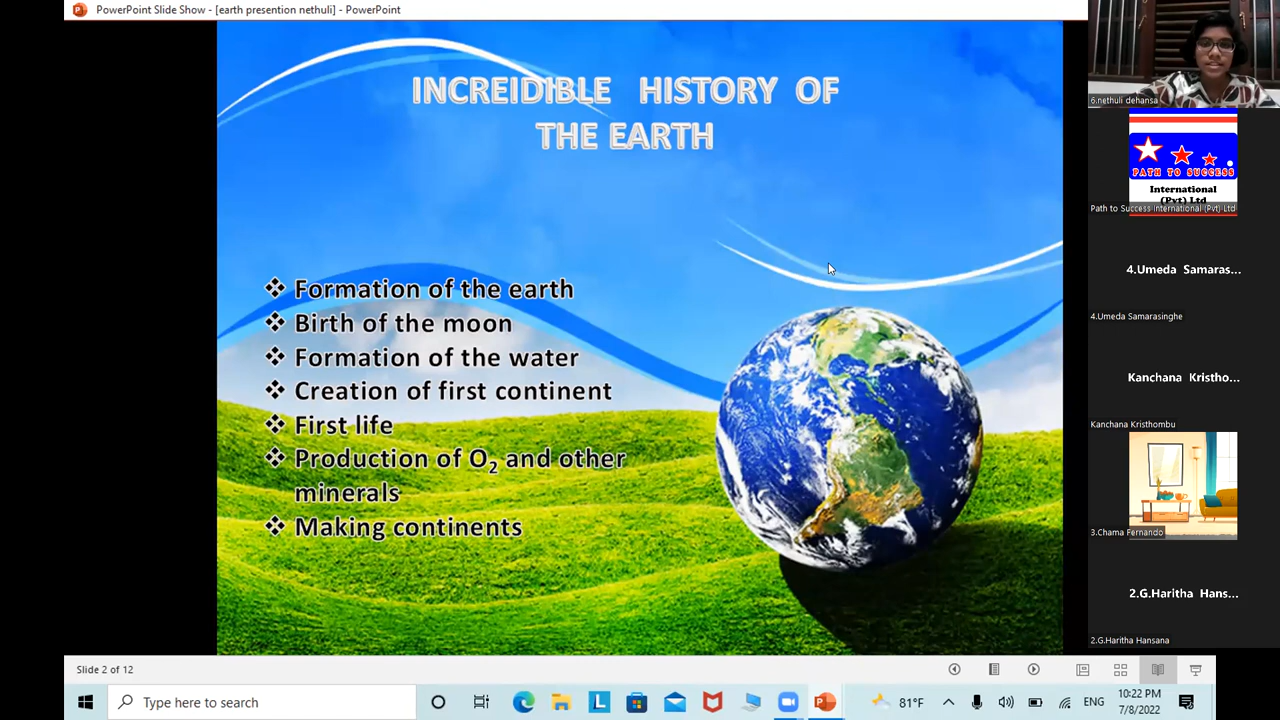 PowerPoint Slide Show - [earth presention nethuli] - PowerPoint
INCREIDIBLE HISTORY OF
THE EARTH
❖ Formation of the earth
❖ Birth of the moon
❖ Formation of the water
❖ Creation of first continent
❖ First life
❖ Production of O₂ and other
minerals
❖ Making continents
6.nethuli dehansa
PATH TO SUCCESS
International
(Pvt) Ltd
Path to Success International (Pvt) Ltd
4.Umeda Samaras...
4.Umeda Samarasinghe
Kanchana Kristho...
Kanchana Kristhombu
3.Chama Fernando
2.G.Haritha Hans...
2.G.Haritha Hansana
Slide 2 of 12
Type here to search
81°F
ENG
10:22 PM
7/8/2022